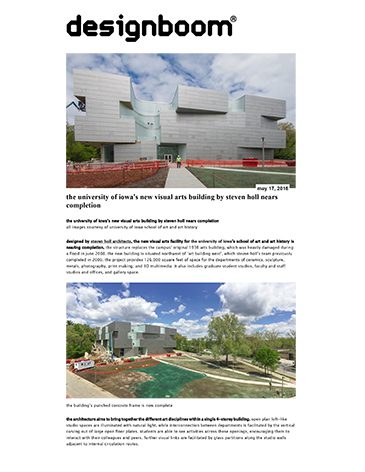 designboom®
may 17, 2016
the university of iowa's new visual arts building by steven holl nears
completion
the university of iowa's new visual arts building by steven holl nears completion
all images courtesy of university of iowa school of art and art history
designed by steven holl architects, the new visual arts facility for the university of iowa's school of art and art history is
nearing completion. the structure replaces the campus' original 1936 arts building, which was heavily damaged during
a flood in june 2008. the new building is situated northwest of 'art building west', which steven holl's team previously
completed in 2006. the project provides 126,000 square feet of space for the departments of ceramics, sculpture,
metals, photography, print making, and 3D multimedia. it also includes graduate student studios, faculty and staff
studios and offices, and gallery space.
the building's punched concrete frame is now complete
the architecture aims to bring together the different art disciplines within a single 4-storey building. open plan loft-like
studio spaces are illuminated with natural light, while interconnection between departments is facilitated by the vertical
carving out of large open floor plates. students are able to see activities across these openings, encouraging them to
interact with their colleagues and peers. further visual links are facilitated by glass partitions along the studio walls
adjacent to internal circulation routes.